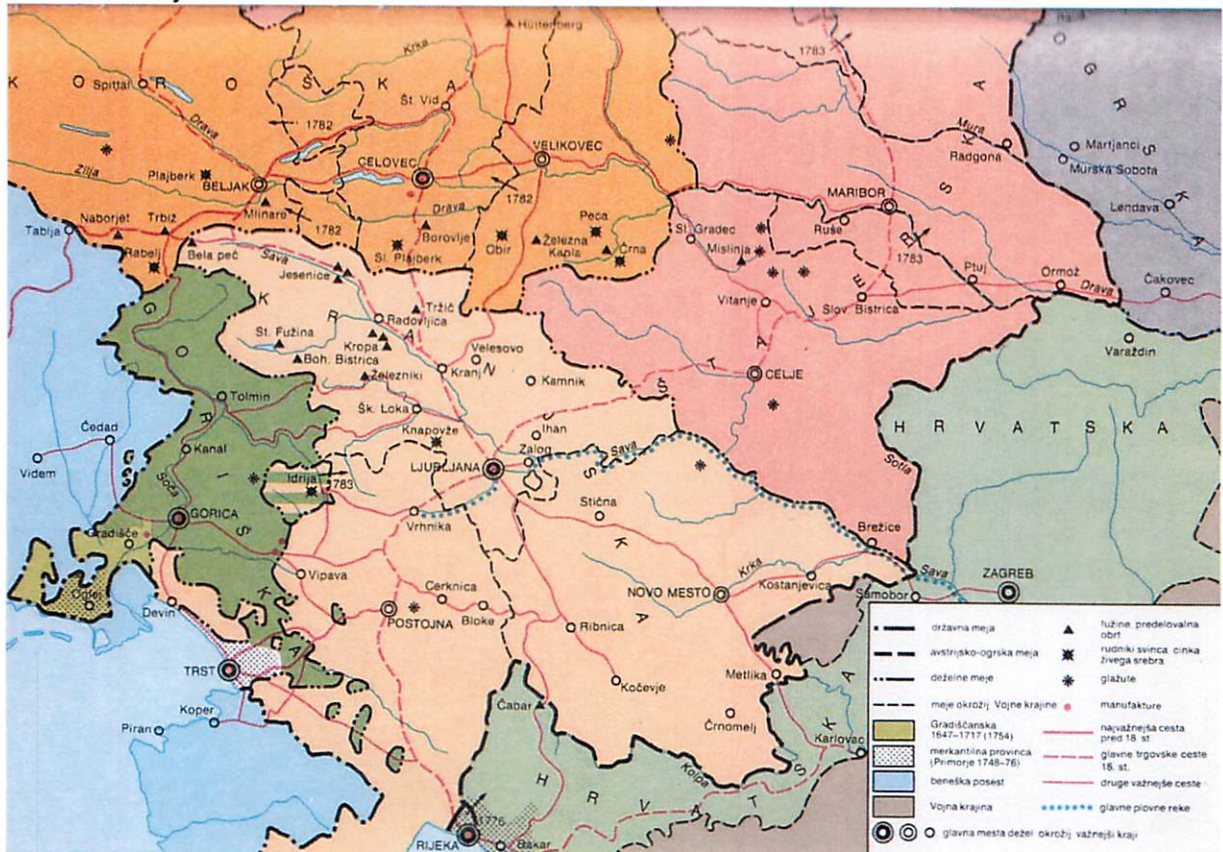 Hüttenberg
1783
Krka
K O R O Š K A
Spittal
Št. Vid
Drava
1782
Mura
Radgona
O G R S K A
Martjanci
Murska Sobota
Zilja
Plajberk
BELJAK
CELOVEC
VELIKOVEC
MARIBOR
Lendava
Mlinare
Drava
1782
Naborjet
Trbiž
Tablja
1782
Borovlje
Obir
Peca
Železna
Kapla
Črna
Sl. Gradec
Ruše
Mislinja
1783
Rabelj
Bela peč
Sl. Plajberk
Sava
Jesenice
Ptuj
Ormož
Drava
Čakovec
Tržič
Radovljica
Vitanje
Slov. Bistrica
Š T A J E R S K A
G O R I Š K A
K R A N J S K A
St. Fužina
Kropa
Velesovo
Varaždin
Boh. Bistrica
Železniki
Kranj
Kamnik
CELJE
Tolmin
Šk. Loka
Ihan
Čedad
Kanal
Knapovže
Zalog
Sava
H R V A T S K A
Videm
LJUBLJANA
Sotla
Soča
Idrija
1783
Stična
GORICA
Vrhnika
Gradišče
Brežice
Vipava
Cerknica
Krka
Kostanjevica
Sava
ZAGREB
Oglej
NOVO MESTO
Samobor
Devin
POSTOJNA
Bloke
Ribnica
TRST
Kočevje
Metlika
Koper
Čabar
Črnomelj
Piran
Karlovac
Kolpa
H R V A T S K A
1776
RIJEKA
Bakar
državna meja
avstrijsko-ogrska meja
deželne meje
meje okrožij, Vojne krajine
Gradiščanska
1647–1717 (1754)
merkantilna provinca
(Primorje 1748–76)
beneška posest
Vojna krajina
fužine, predelovalna
obrt
rudniki svinca, cinka
živega srebra
glažute
manufakture
najvažnejša cesta
pred 18. st.
glavne trgovske ceste
18. st.
druge važnejše ceste
glavne plovne reke
glavna mesta dežel, okrožij, važnejši kraji